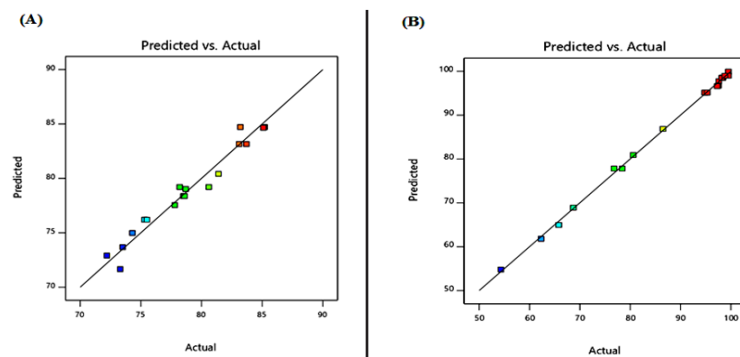 (A)
Predicted vs. Actual
90
85
80
75
70
Predicted
70 75 80 85 90
Actual
(B)
Predicted vs. Actual
100
90
80
70
60
50
Predicted
50 60 70 80 90 100
Actual